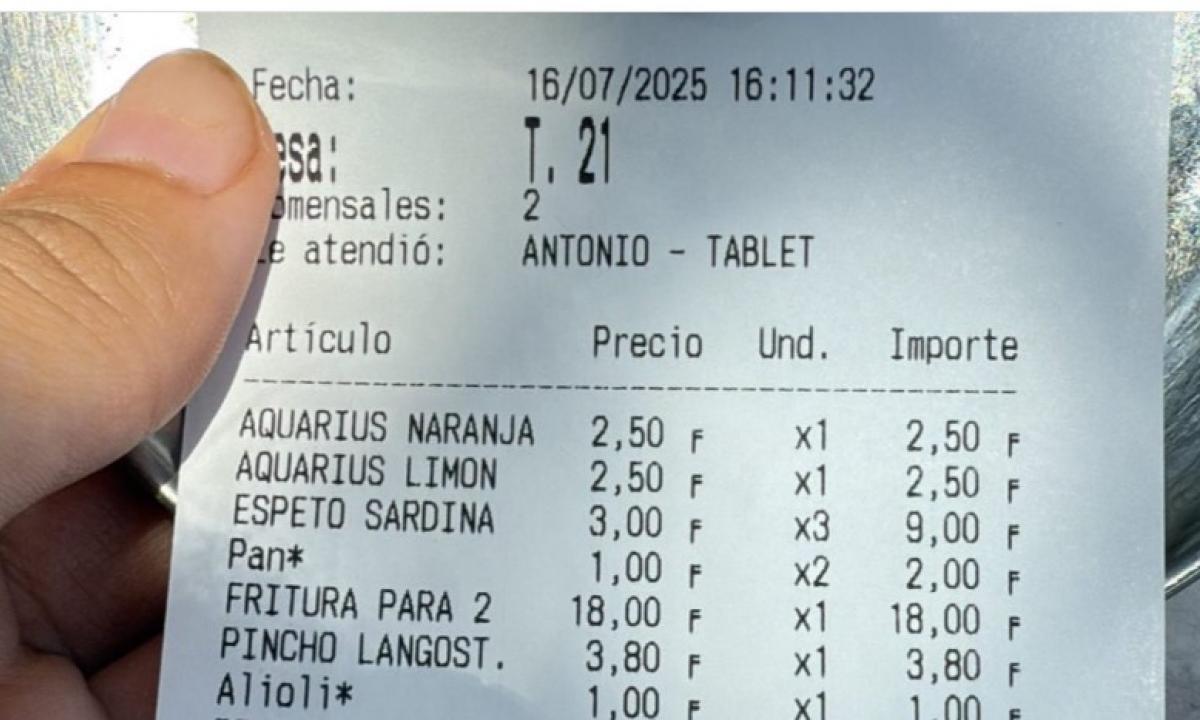 Fecha: 16/07/2025 16:11:32
esa: T. 21
omensales: 2
e atendió: ANTONIO - TABLET
Artículo Precio Und. Importe
AQUARIUS NARANJA 2,50 F x1 2,50 F
AQUARIUS LIMON 2,50 F x1 2,50 F
ESPETO SARDINA 3,00 F x3 9,00 F
Pan* 1,00 F x2 2,00 F
FRITURA PARA 2 18,00 F x1 18,00 F
PINCHO LANGOST. 3,80 F x1 3,80 F
Alioli* 1,00 F x1 1,00 F